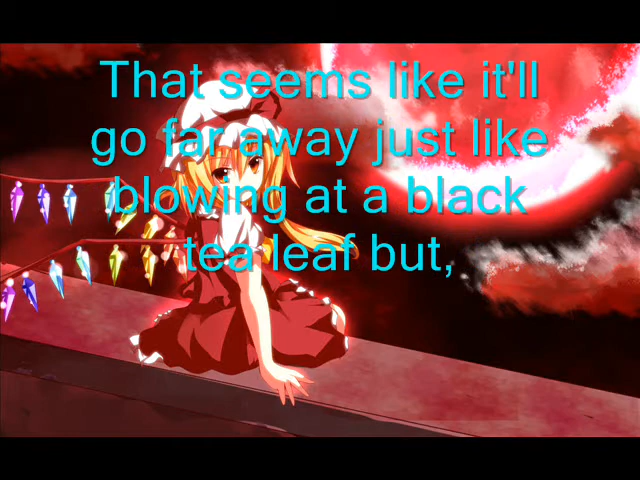 That seems like it'll
go far away just like
blowing at a black
tea leaf but,